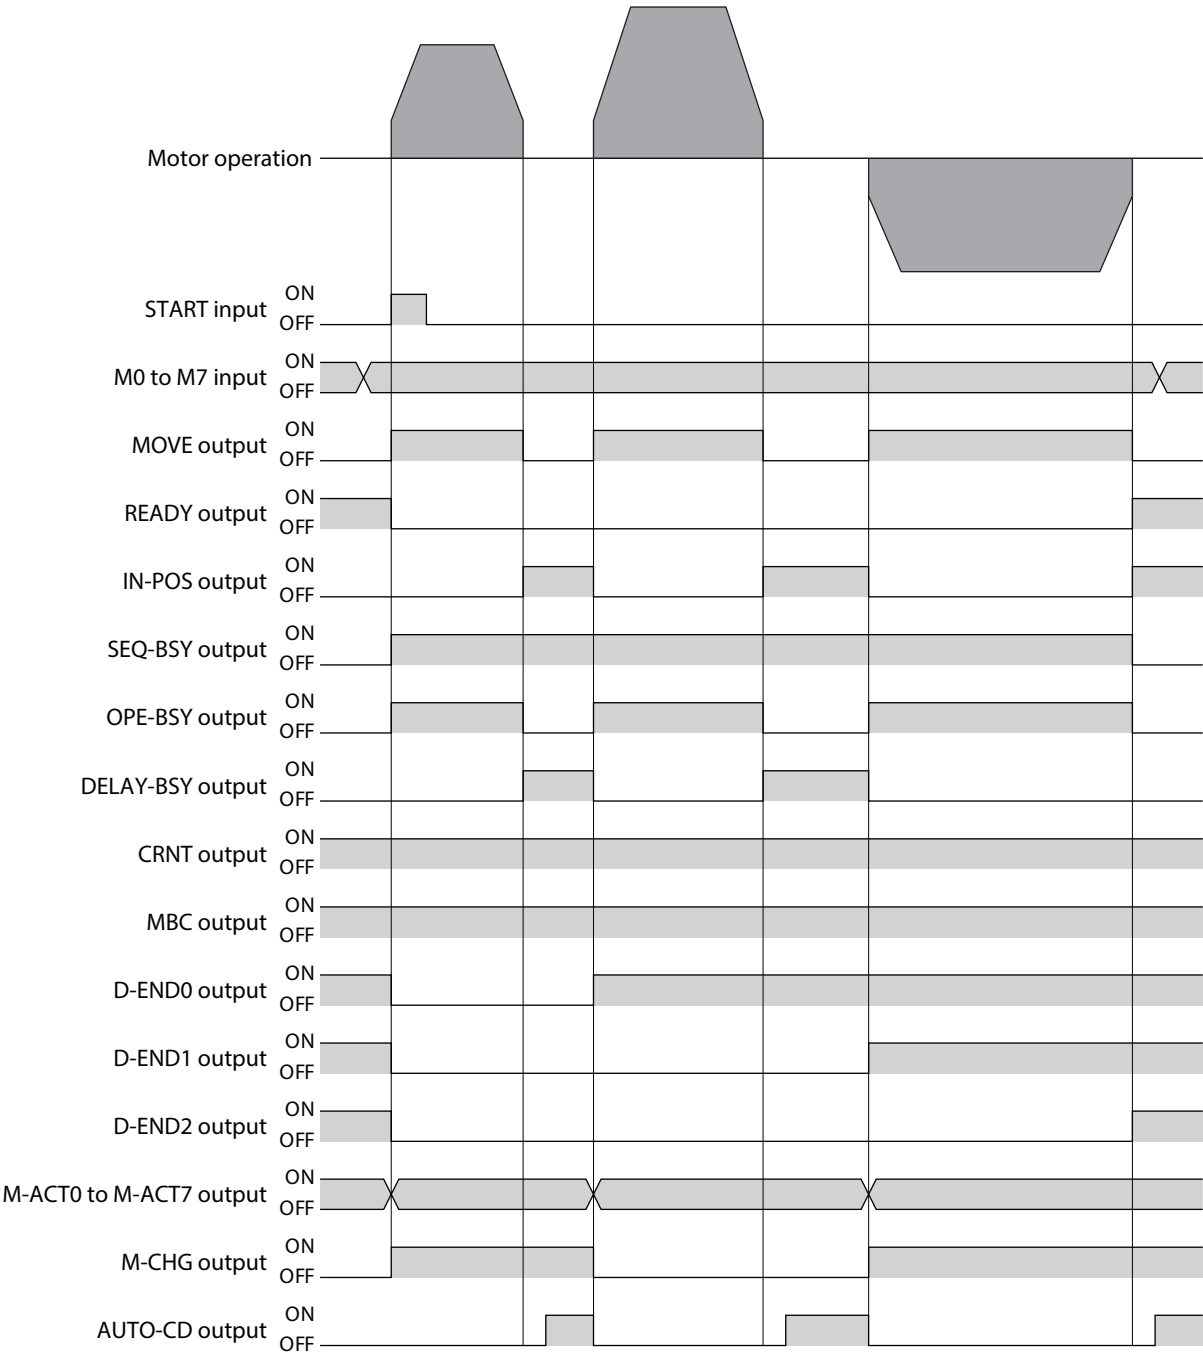 Motor operation
START input ON
OFF
M0 to M7 input ON
OFF
MOVE output ON
OFF
READY output ON
OFF
IN-POS output ON
OFF
SEQ-BSY output ON
OFF
OPE-BSY output ON
OFF
DELAY-BSY output ON
OFF
CRNT output ON
OFF
MBC output ON
OFF
D-END0 output ON
OFF
D-END1 output ON
OFF
D-END2 output ON
OFF
M-ACT0 to M-ACT7 output ON
OFF
M-CHG output ON
OFF
AUTO-CD output ON
OFF